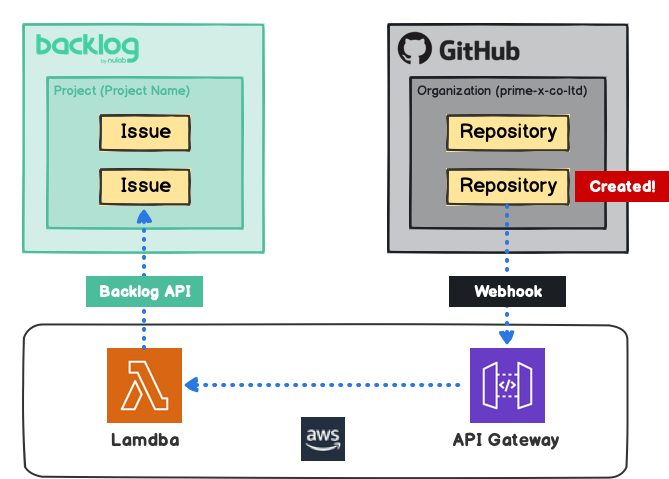 backlog
by nulab
Project (Project Name)
Issue
Issue
Backlog API
GitHub
Organization (prime-x-co-ltd)
Repository
Repository
Created!
Webhook
Lamdba
aws
</>
API Gateway